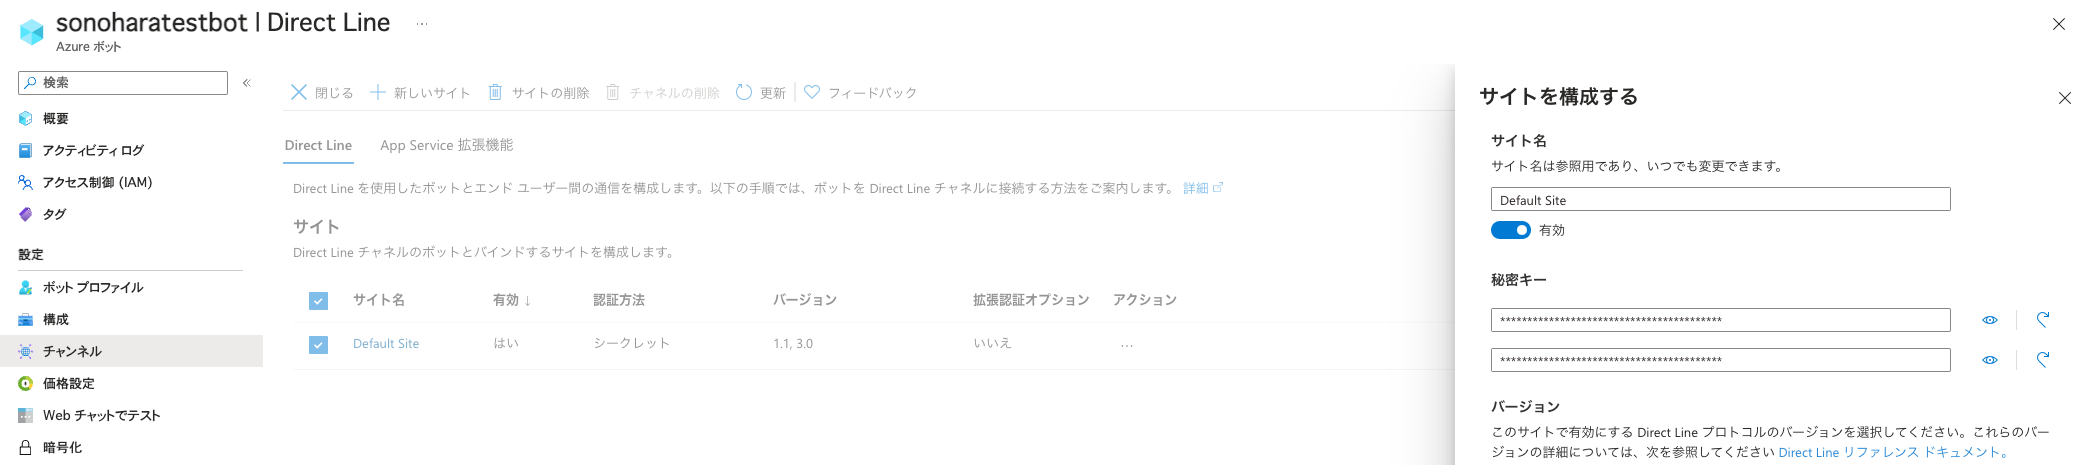 sonoharatestbot | Direct Line ...
Azure ボット
検索
«
概要
アクティビティ ログ
アクセス制御 (IAM)
タグ
設定
ボット プロファイル
構成
チャンネル
価格設定
Web チャットでテスト
暗号化
閉じる 新しいサイト サイトの削除 チャネルの削除 更新 フィードバック
Direct Line App Service 拡張機能
Direct Line を使用したボットとエンド ユーザー間の通信を構成します。以下の手順では、ボットを Direct Line チャネルに接続する方法をご案内します。 詳細
サイト
Direct Line チャネルのボットとバインドするサイトを構成します。
サイト名 有効 ↓ 認証方法 バージョン 拡張認証オプション アクション
Default Site はい シークレット 1.1, 3.0 いいえ ...
サイトを構成する
サイト名
サイト名は参照用であり、いつでも変更できます。
Default Site
有効
秘密キー
*****************************************
*****************************************
バージョン
このサイトで有効にする Direct Line プロトコルのバージョンを選択してください。これらのバー
ジョンの詳細については、次を参照してください Direct Line リファレンス ドキュメント。